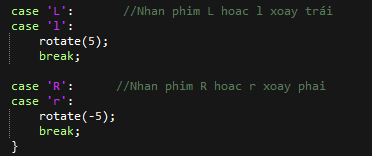 case 'L':       //Nhan phim L hoac l xoay trái
case 'l':
    rotate(5);
    break;

case 'R':      //Nhan phim R hoac r xoay phai
case 'r':
    rotate(-5);
    break;
}